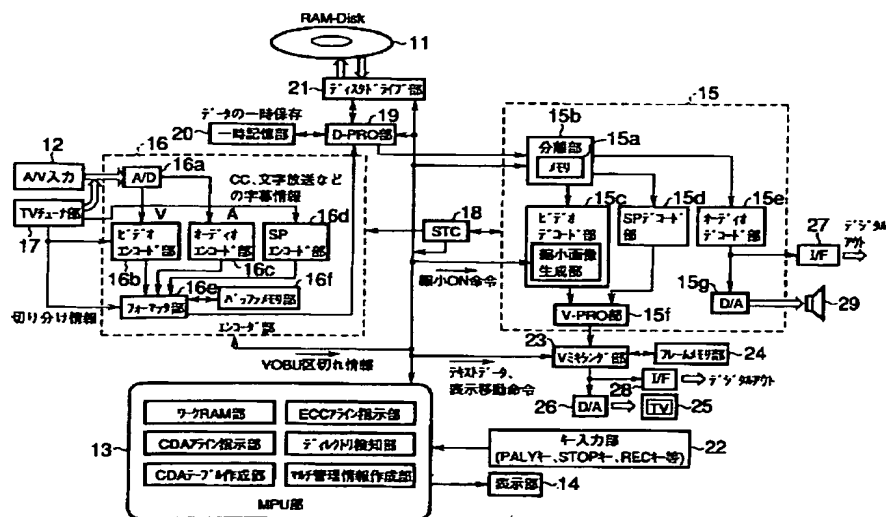 RAM-Disk
11
21
ディスクドライブ部
データの一時保存
19
20
一時記憶部
D-PRO部
15
15b
分離部
15a
メモリ
12
A/V入力
16
16a
A/D
CC、文字放送など
の字幕情報
TVチューナ部
17
V
A
16d
ビデオ
エンコード部
オーディオ
エンコード部
SP
エンコード部
16b
16c
16e
16f
フォーマッタ部
バッファメモリ部
切り分け情報
エンコーダ部
18
STC
15c
ビデオ
デコード部
縮小画像
生成部
15d
SPデコード
部
15e
オーディオ
デコード部
27
デジタル
アウト
I/F
縮小ON命令
15g
D/A
29
V-PRO部
15f
VOBU区切れ情報
23
Vミキシング部
フレームメモリ部
24
テキストデータ、
表示移動命令
28
I/F
デジタルアウト
26
D/A
TV
25
13
ワークRAM部
ECCアライン指示部
CDAアライン指示部
ディレクトリ検知部
CDAテーブル作成部
マルチ管理情報作成部
MPU部
キー入力部
(PALYキー、STOPキー、RECキー等)
22
表示部
14